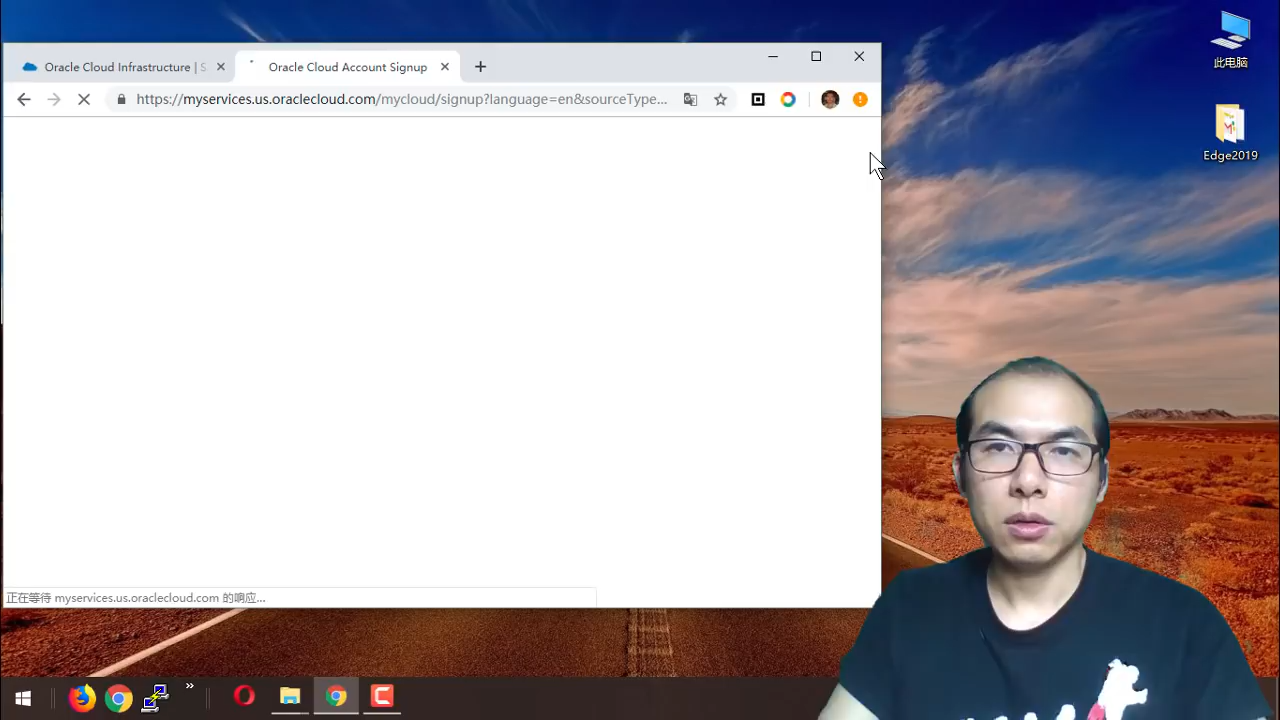 Oracle Cloud Infrastructure | S
Oracle Cloud Account Signup
https://myservices.us.oraclecloud.com/mycloud/signup?language=en&sourceType...
此电脑
Edge2019
正在等待 myservices.us.oraclecloud.com 的响应...